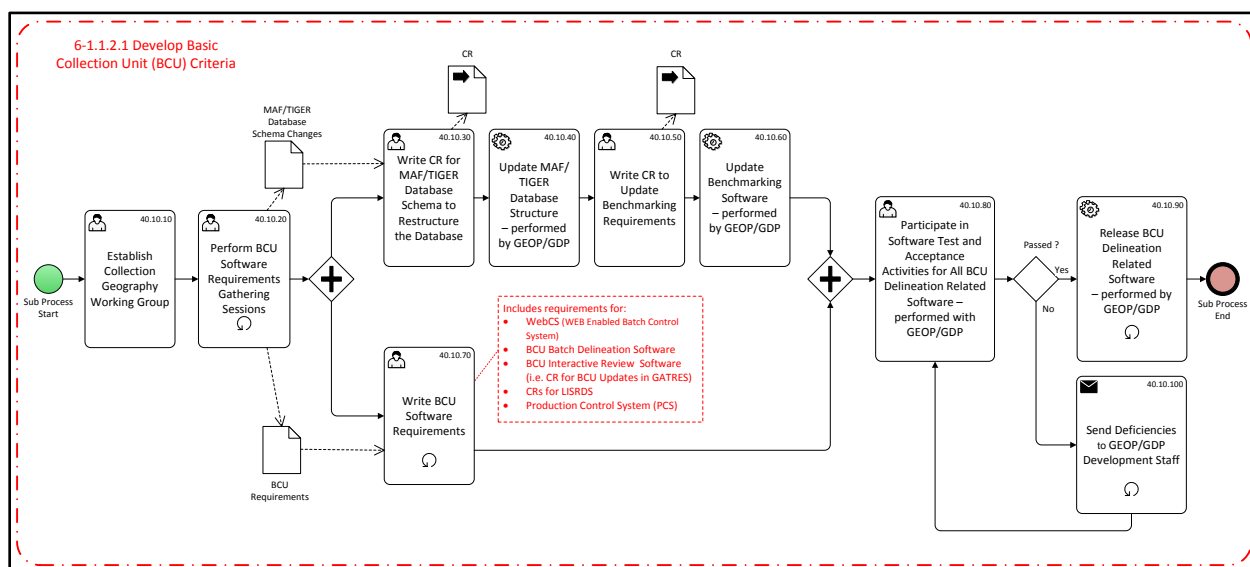 6-1.1.2.1 Develop Basic
Collection Unit (BCU) Criteria
CR
CR
MAF/TIGER
Database
Schema Changes
Sub Process
Start
40.10.10
Establish
Collection
Geography
Working Group
40.10.20
Perform BCU
Software
Requirements
Gathering
Sessions
BCU
Requirements
40.10.30
Write CR for
MAF/TIGER
Database
Schema to
Restructure
the Database
40.10.40
Update MAF/
TIGER
Database
Structure
– performed
by GEOP/GDP
40.10.50
Write CR to
Update
Benchmarking
Requirements
40.10.60
Update
Benchmarking
Software
– performed
by GEOP/GDP
40.10.70
Write BCU
Software
Requirements
Includes requirements for:
• WebCS (WEB Enabled Batch Control
System)
• BCU Batch Delineation Software
• BCU Interactive Review Software
(i.e. CR for BCU Updates in GATRES)
• CRs for LISRDS
• Production Control System (PCS)
40.10.80
Participate in
Software Test and
Acceptance
Activities for All BCU
Delineation Related
Software –
performed with
GEOP/GDP
Passed ?
Yes
No
40.10.90
Release BCU
Delineation
Related
Software
– performed by
GEOP/GDP
Sub Process
End
40.10.100
Send Deficiencies
to GEOP/GDP
Development Staff